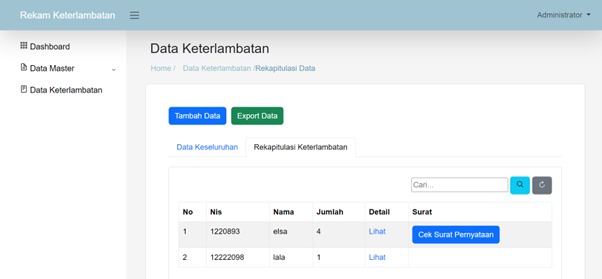 Rekam Keterlambatan
Administrator
Dashboard
Data Master
Data Keterlambatan
Data Keterlambatan
Home / Data Keterlambatan /Rekapitulasi Data
Tambah Data Export Data
Data Keseluruhan Rekapitulasi Keterlambatan
Cari...
No Nis Nama Jumlah Detail Surat
1 1220893 elsa 4 Lihat Cek Surat Pernyataan
2 12222098 lala 1 Lihat